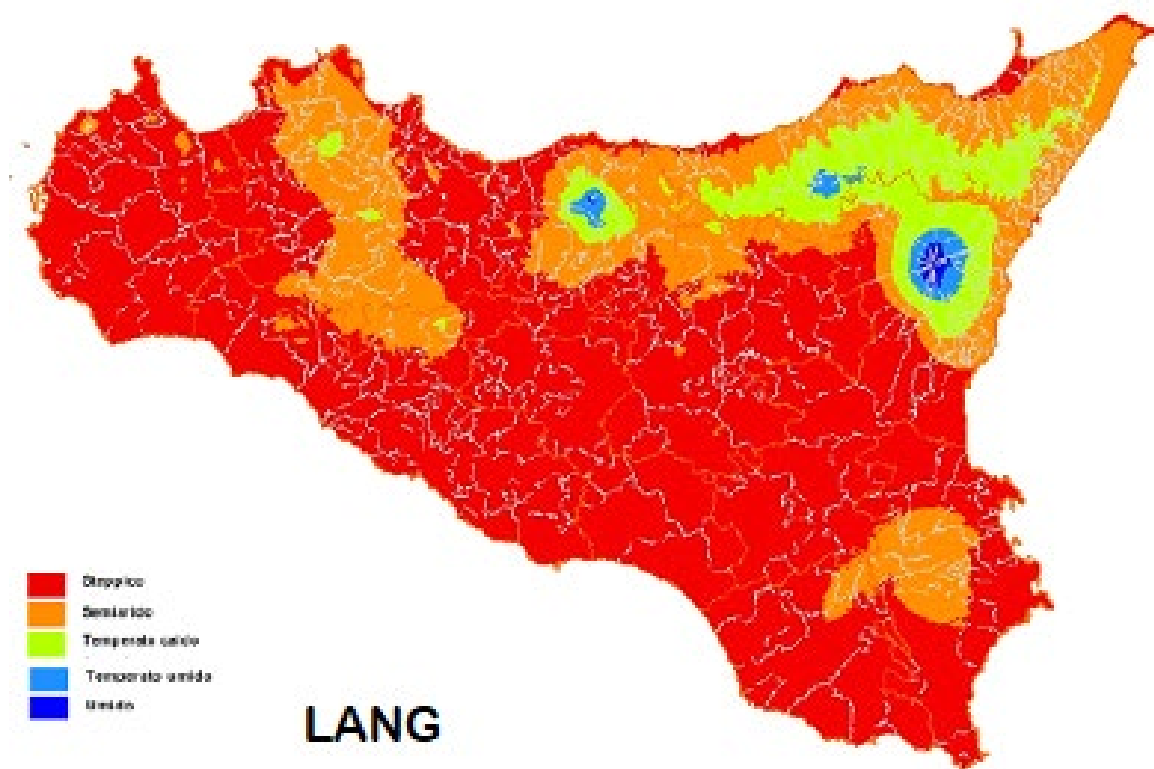 Steppico
Semiarido
Temperato caldo
Temperato umido
Umido
LANG